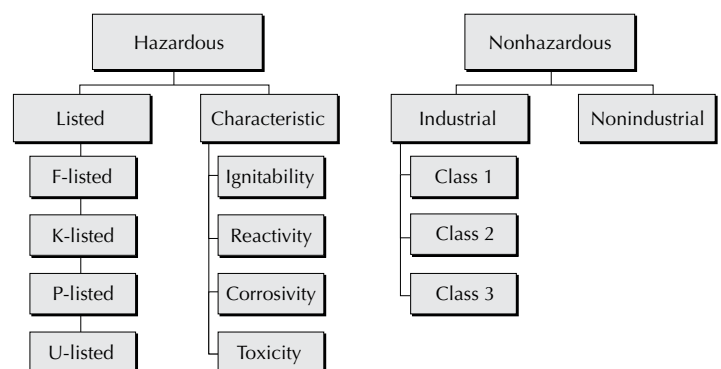 Hazardous
Nonhazardous
Listed
Characteristic
Industrial
Nonindustrial
F-listed
Ignitability
Class 1
K-listed
Reactivity
Class 2
P-listed
Corrosivity
Class 3
U-listed
Toxicity